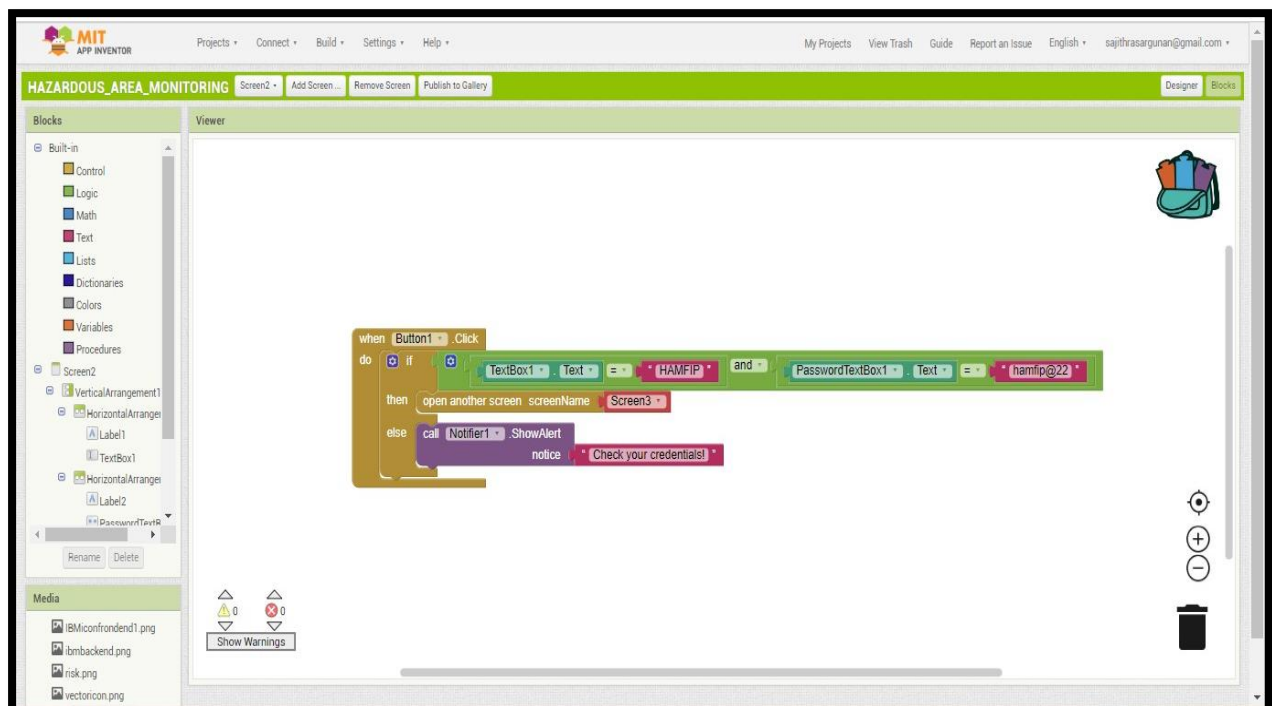 MIT
APP INVENTOR
Projects Connect Build Settings Help My Projects View Trash Guide Report an Issue English sajithrasargunan@gmail.com
HAZARDOUS_AREA_MONITORING Screen2 Add Screen ... Remove Screen Publish to Gallery Designer Blocks
Blocks
Viewer
Built-in
Control
Logic
Math
Text
Lists
Dictionaries
Colors
Variables
Procedures
Screen2
VerticalArrangement1
HorizontalArranger
Label1
TextBox1
HorizontalArranger
Label2
PasswordTextB
Rename Delete
Media
IBMiconfrondend1.png
ibmbackend.png
risk.png
vectoricon.png
when Button1 .Click
do if TextBox1 . Text = " HAMFIP " and PasswordTextBox1 . Text = " hamfip@22 "
then open another screen screenName Screen3
else call Notifier1 .ShowAlert
notice " Check your credentials! "
0 0
Show Warnings